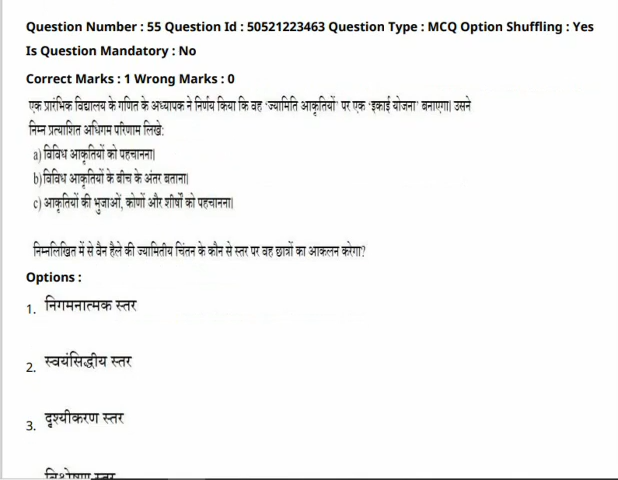 Question Number : 55 Question Id : 50521223463 Question Type : MCQ Option Shuffling : Yes
Is Question Mandatory : No
Correct Marks : 1 Wrong Marks : 0
एक प्रारंभिक विद्यालय के गणित के अध्यापक ने निर्णय किया कि वह 'ज्यामिति आकृतियों' पर एक 'इकाई योजना' बनाएगा। उसने
निम्न प्रत्याशित अधिगम परिणाम लिखे:
a) विविध आकृतियों को पहचानना।
b) विविध आकृतियों के बीच के अंतर बताना।
c) आकृतियों की भुजाओं, कोणों और शीर्षों को पहचानना।
निम्नलिखित में से वैन हैले की ज्यामितीय चिंतन के कौन से स्तर पर वह छात्रों का आकलन करेगा?
Options :
1. निगमनात्मक स्तर
2. स्वयंसिद्धीय स्तर
3. दृश्यीकरण स्तर